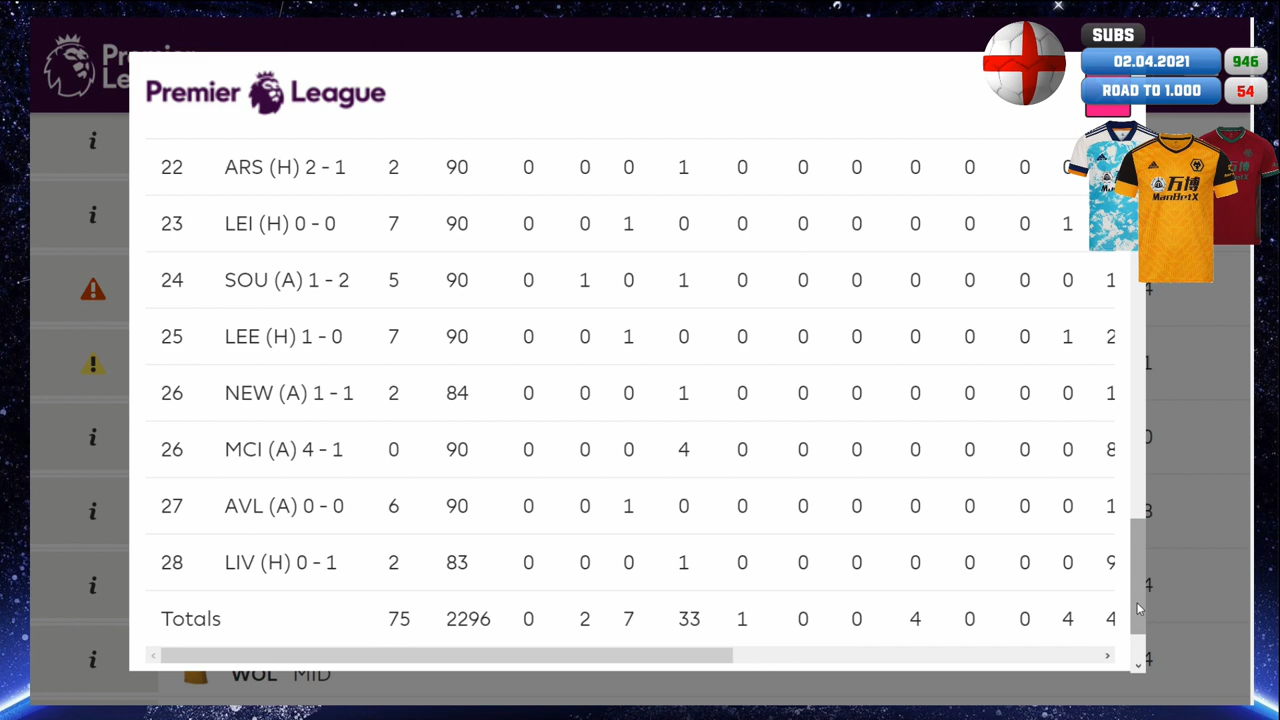 Premier League
SUBS
02.04.2021 946
ROAD TO 1.000 54
万博
ManBetX
22 ARS (H) 2 - 1 2 90 0 0 0 1 0 0 0 0 0 0 0
23 LEI (H) 0 - 0 7 90 0 0 1 0 0 0 0 0 0 0 1
24 SOU (A) 1 - 2 5 90 0 1 0 1 0 0 0 0 0 0 0 1
25 LEE (H) 1 - 0 7 90 0 0 1 0 0 0 0 0 0 0 1 2
26 NEW (A) 1 - 1 2 84 0 0 0 1 0 0 0 0 0 0 0 1
26 MCI (A) 4 - 1 0 90 0 0 0 4 0 0 0 0 0 0 0 8
27 AVL (A) 0 - 0 6 90 0 0 1 0 0 0 0 0 0 0 0 1
28 LIV (H) 0 - 1 2 83 0 0 0 1 0 0 0 0 0 0 0 9
Totals 75 2296 0 2 7 33 1 0 0 4 0 0 4 4
WOL MID